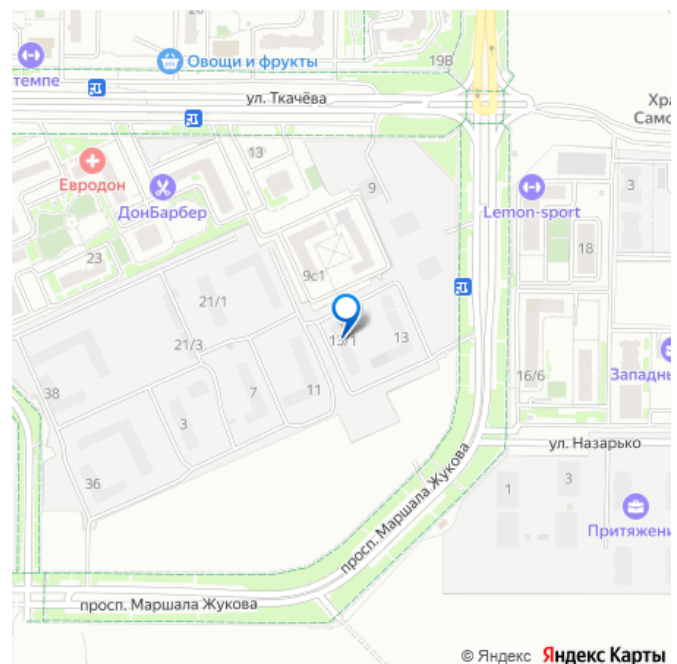 19В
Овощи и фрукты
темпе
ул. Ткачёва
Хра
Само
13
Евродон
ДонБарбер
9
Lemon-sport
3
23
9с1
18
21/1
13/1
13
21/3
38
7
11
16/6
Западнь
3
ул. Назарько
36
1
3
просп. Маршала Жукова
Притяжени
просп. Маршала Жукова
© Яндекс Яндекс Карты